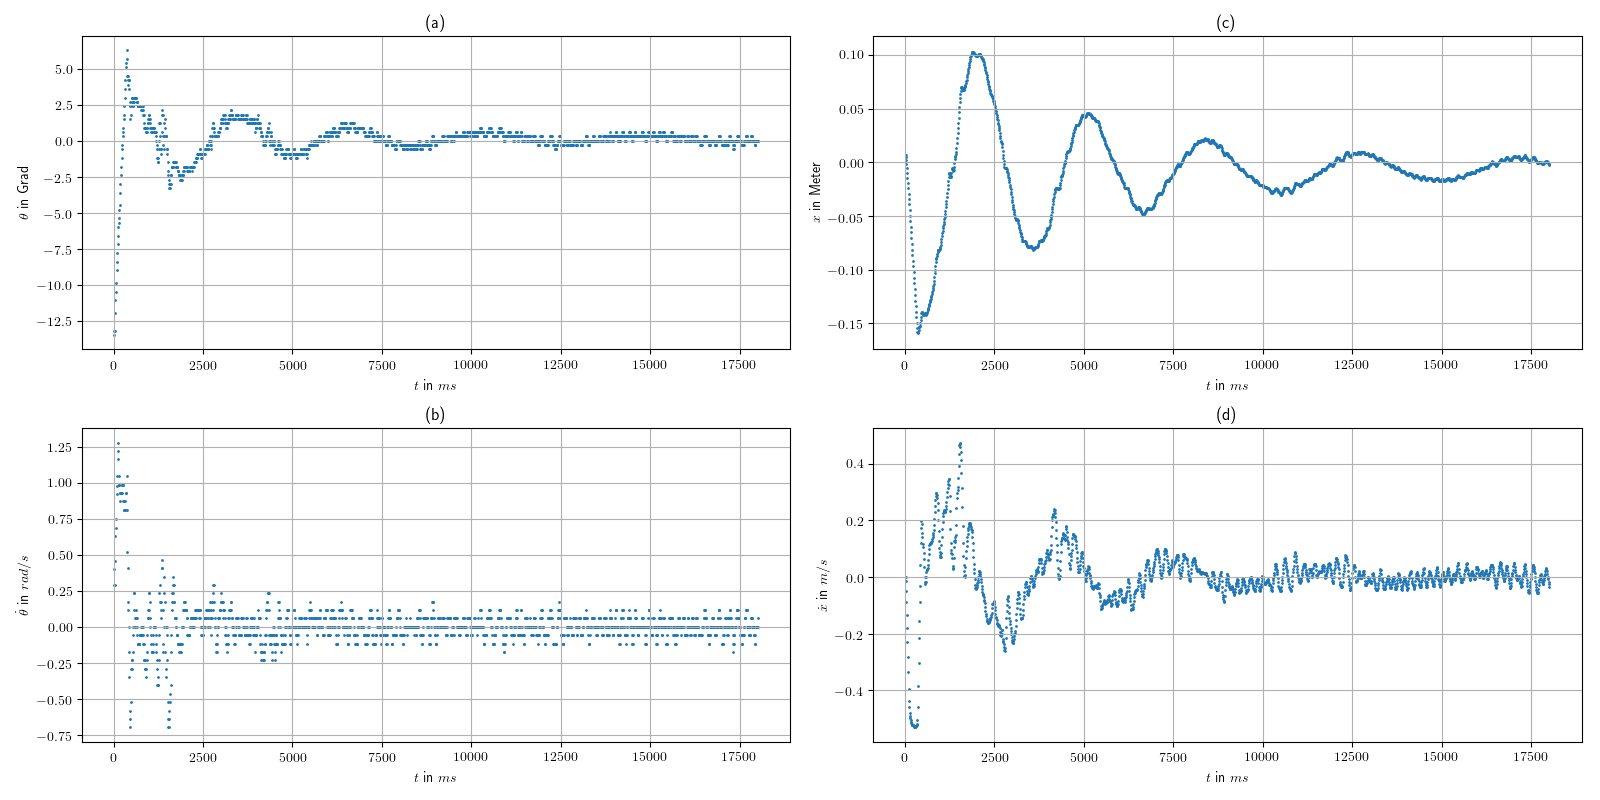 (a)
5.0
2.5
0.0
−2.5
−5.0
−7.5
−10.0
−12.5
θ in Grad
0 2500 5000 7500 10000 12500 15000 17500
t in ms
(c)
0.10
0.05
0.00
−0.05
−0.10
−0.15
x in Meter
0 2500 5000 7500 10000 12500 15000 17500
t in ms
(b)
1.25
1.00
0.75
0.50
0.25
0.00
−0.25
−0.50
−0.75
θ̇ in rad/s
0 2500 5000 7500 10000 12500 15000 17500
t in ms
(d)
0.4
0.2
0.0
−0.2
−0.4
ẋ in m/s
0 2500 5000 7500 10000 12500 15000 17500
t in ms